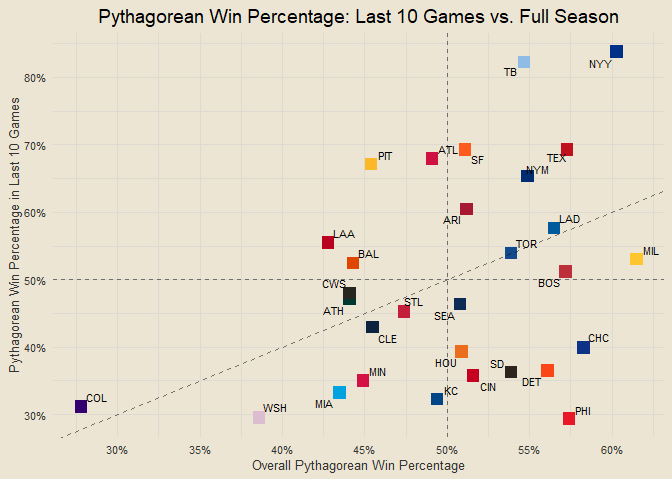 Pythagorean Win Percentage: Last 10 Games vs. Full Season
Pythagorean Win Percentage in Last 10 Games
80%
70%
60%
50%
40%
30%
NYY
TB
ATL
PIT
SF
TEX
NYM
ARI
LAD
LAA
TOR
BAL
MIL
CWS
BOS
STL
ATH
SEA
CLE
CHC
HOU
SD
MIN
DET
CIN
KC
COL
MIA
WSH
PHI
30%
35%
40%
45%
50%
55%
60%
Overall Pythagorean Win Percentage